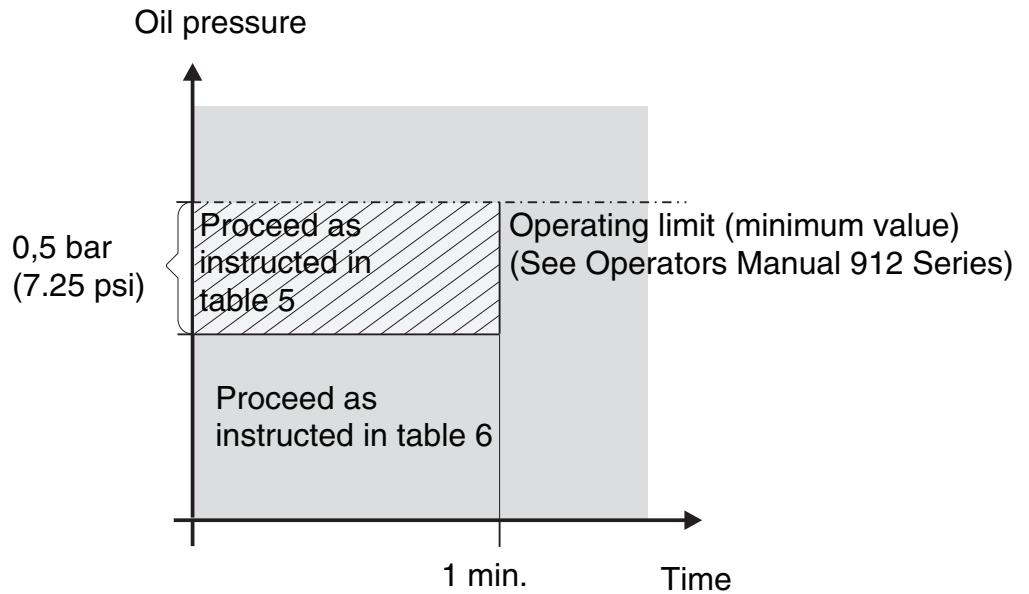 Oil pressure
0,5 bar
(7.25 psi)
Proceed as
instructed in
table 5
Operating limit (minimum value)
(See Operators Manual 912 Series)
Proceed as
instructed in table 6
1 min.
Time